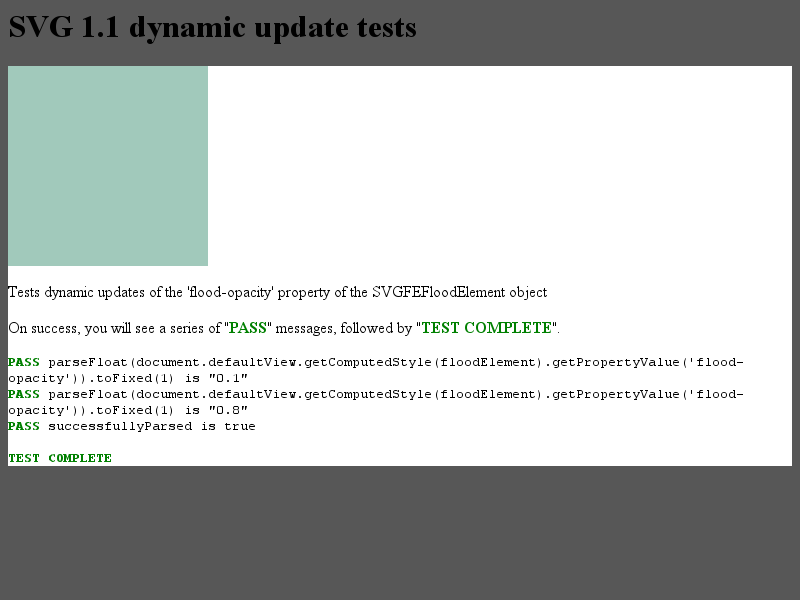 SVG 1.1 dynamic update tests
Tests dynamic updates of the 'flood-opacity' property of the SVGFEFloodElement object
On success, you will see a series of "PASS" messages, followed by "TEST COMPLETE".
PASS parseFloat(document.defaultView.getComputedStyle(floodElement).getPropertyValue('flood-
opacity')).toFixed(1) is "0.1"
PASS parseFloat(document.defaultView.getComputedStyle(floodElement).getPropertyValue('flood-
opacity')).toFixed(1) is "0.8"
PASS successfullyParsed is true
TEST COMPLETE